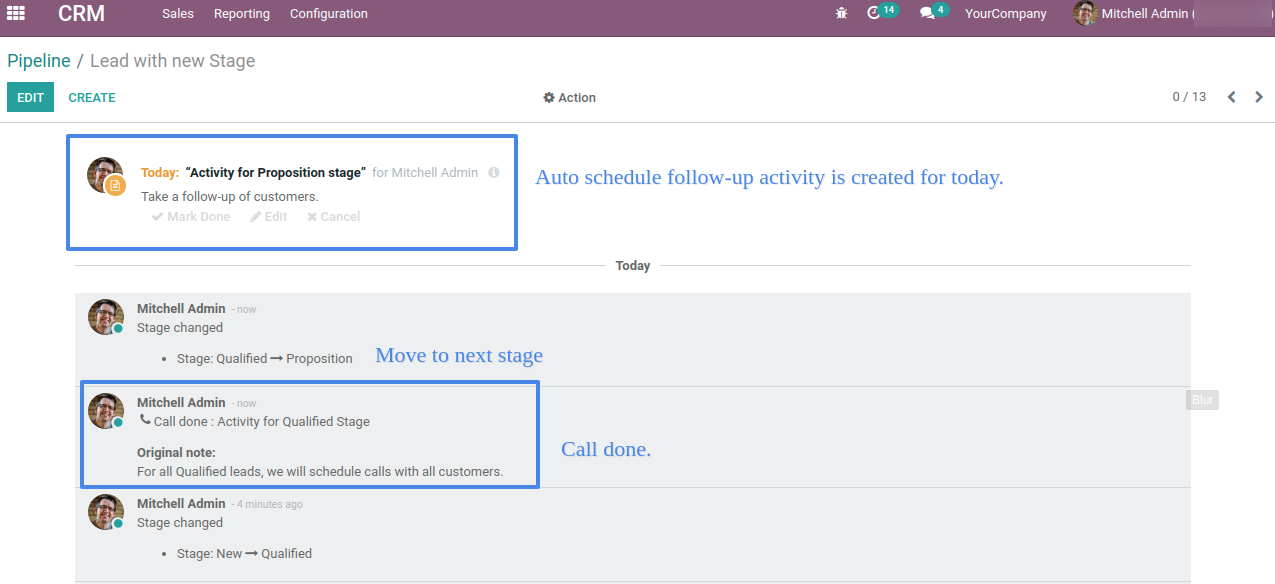 CRM Sales Reporting Configuration 14 4 YourCompany Mitchell Admin (
Pipeline / Lead with new Stage
EDIT CREATE Action 0 / 13
Today: “Activity for Proposition stage” for Mitchell Admin
Auto schedule follow-up activity is created for today.
Take a follow-up of customers.
Mark Done Edit Cancel
Today
Mitchell Admin - now
Stage changed
• Stage: Qualified → Proposition
Move to next stage
Mitchell Admin - now
Blur
Call done : Activity for Qualified Stage
Call done.
Original note:
For all Qualified leads, we will schedule calls with all customers.
Mitchell Admin - 4 minutes ago
Stage changed
• Stage: New → Qualified